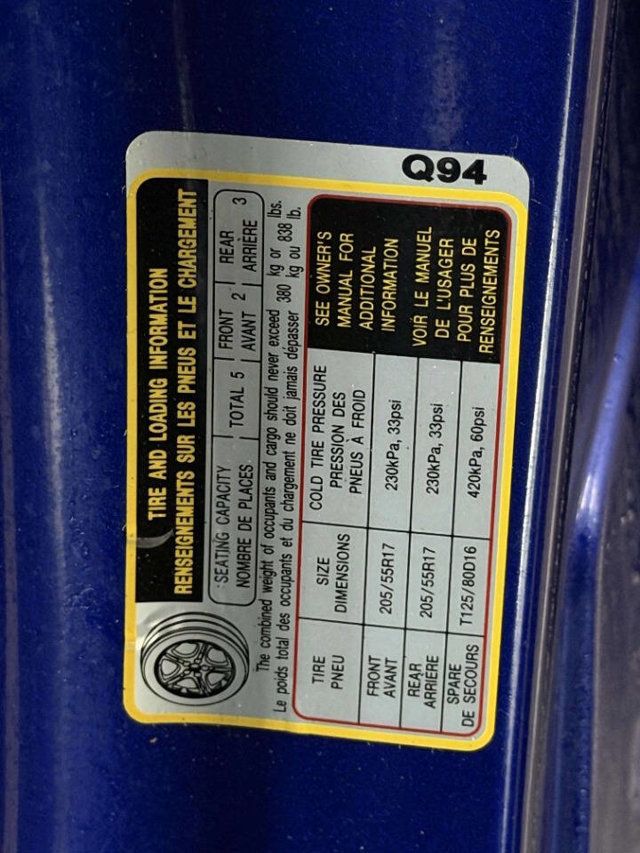 Q94
TIRE AND LOADING INFORMATION
RENSEIGNEMENTS SUR LES PNEUS ET LE CHARGEMENT
SEATING CAPACITY TOTAL 5 FRONT 2 REAR 3
NOMBRE DE PLACES AVANT ARRIÈRE
The combined weight of occupants and cargo should never exceed 380 kg or 838 lbs.
Le poids total des occupants et du chargement ne doit jamais dépasser kg ou lb.
TIRE SIZE COLD TIRE PRESSURE
PNEU DIMENSIONS PRESSION DES
PNEUS À FROID
FRONT 205/55R17 230kPa, 33psi
AVANT
REAR 205/55R17 230kPa, 33psi
ARRIÈRE
SPARE T125/80D16 420kPa, 60psi
DE SECOURS
SEE OWNER'S
MANUAL FOR
ADDITIONAL
INFORMATION
VOIR LE MANUEL
DE L'USAGER
POUR PLUS DE
RENSEIGNEMENTS